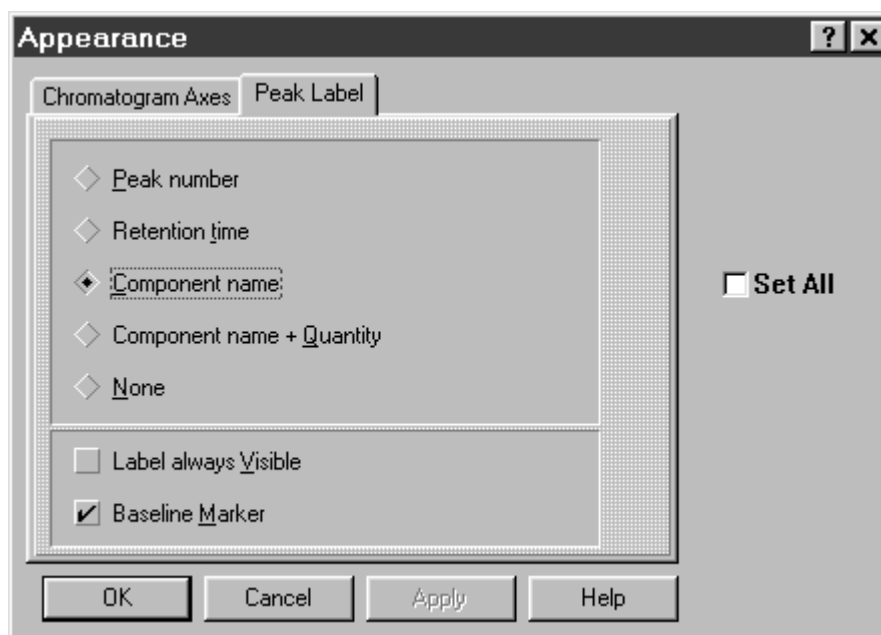 Appearance
Chromatogram Axes
Peak Label
Peak number
Retention time
Component name
Component name + Quantity
None
Set All
Label always Visible
Baseline Marker
OK
Cancel
Apply
Help